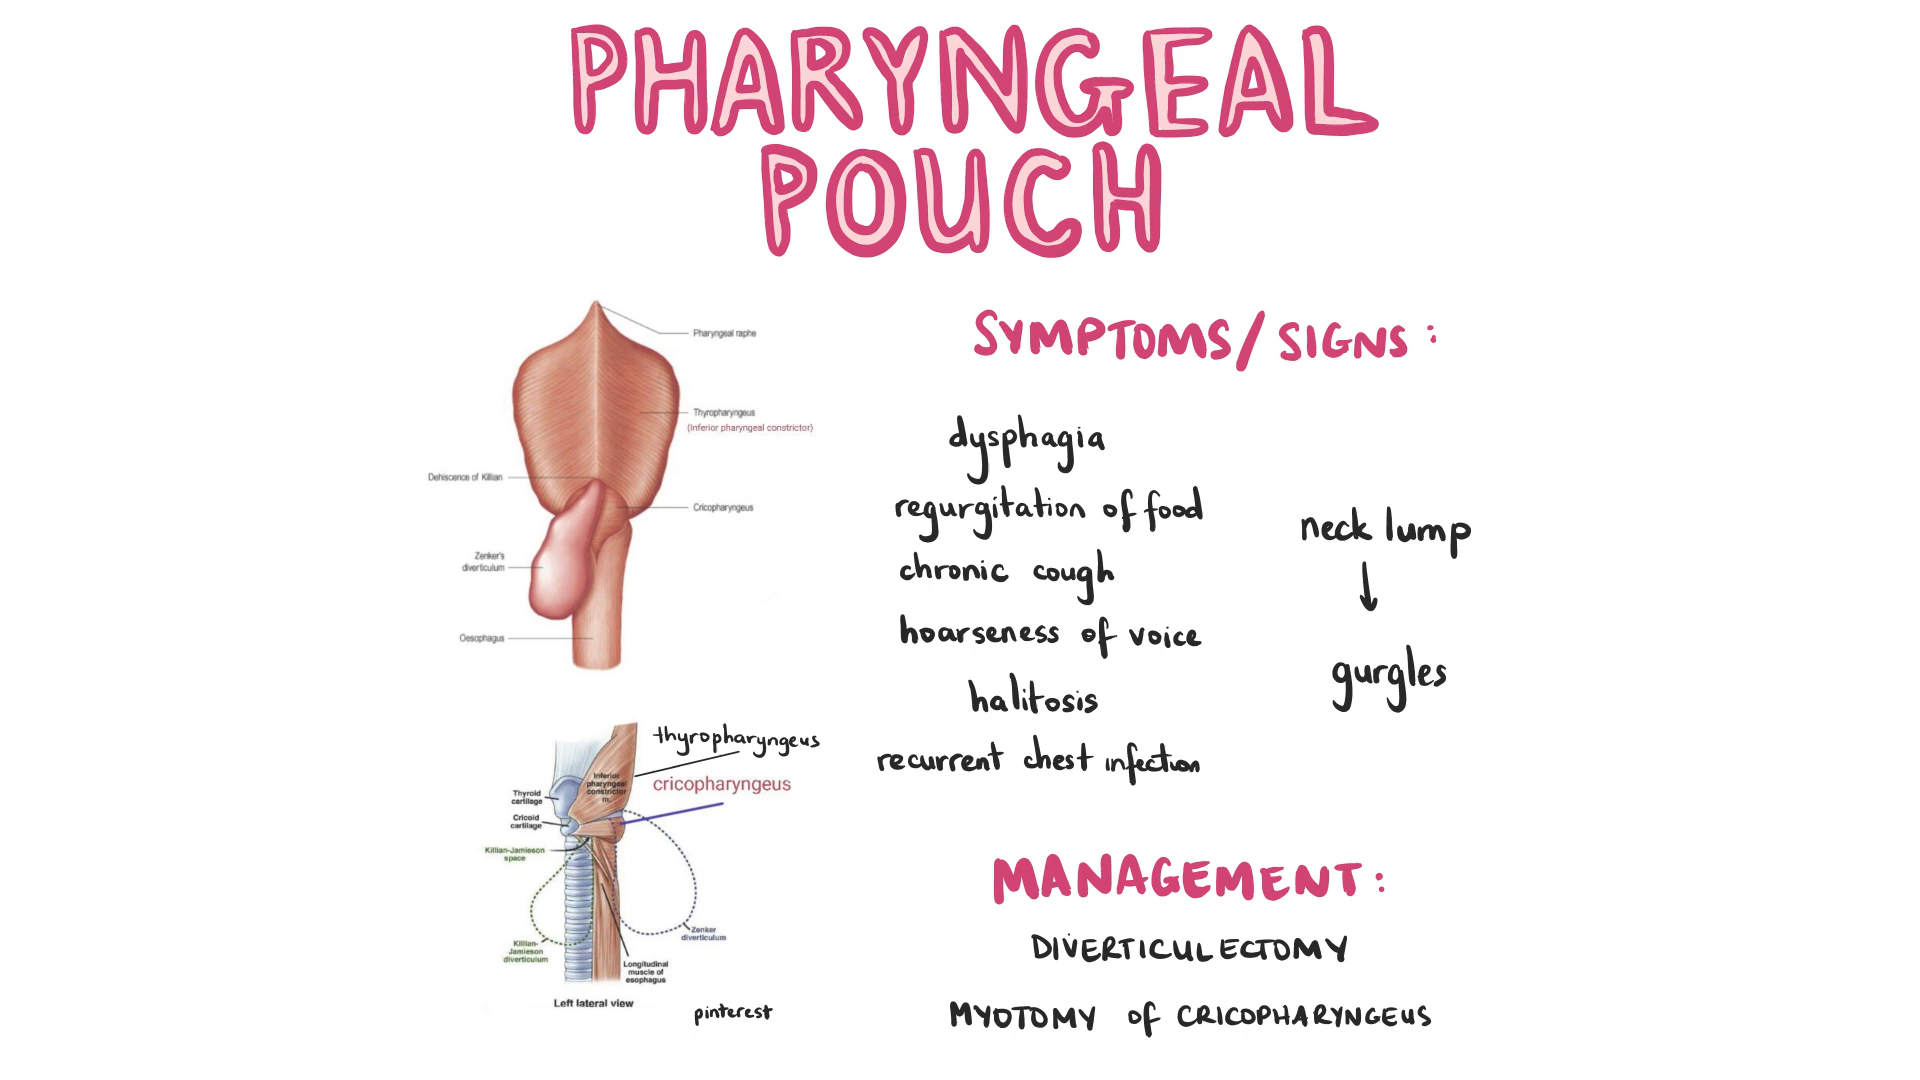 PHARYNGEAL
POUCH
Pharyngeal raphe
Thyropharyngeus
(Inferior pharyngeal constrictor)
Dehiscence of Killian
Cricopharyngeus
Zenker's
diverticulum
Oesophagus
thyropharyngeus
cricopharyngeus
Inferior
pharyngeal
constrictor
m.
Thyroid
cartilage
Cricoid
cartilage
Killian-Jamieson
space
Killian-
Jamieson
diverticulum
Zenker
diverticulum
Longitudinal
muscle of
esophagus
Left lateral view
pinterest
SYMPTOMS/SIGNS:
dysphagia
regurgitation of food
chronic cough
hoarseness of voice
halitosis
recurrent chest infection
neck lump
↓
gurgles
MANAGEMENT:
DIVERTICULECTOMY
MYOTOMY of CRICOPHARYNGEUS